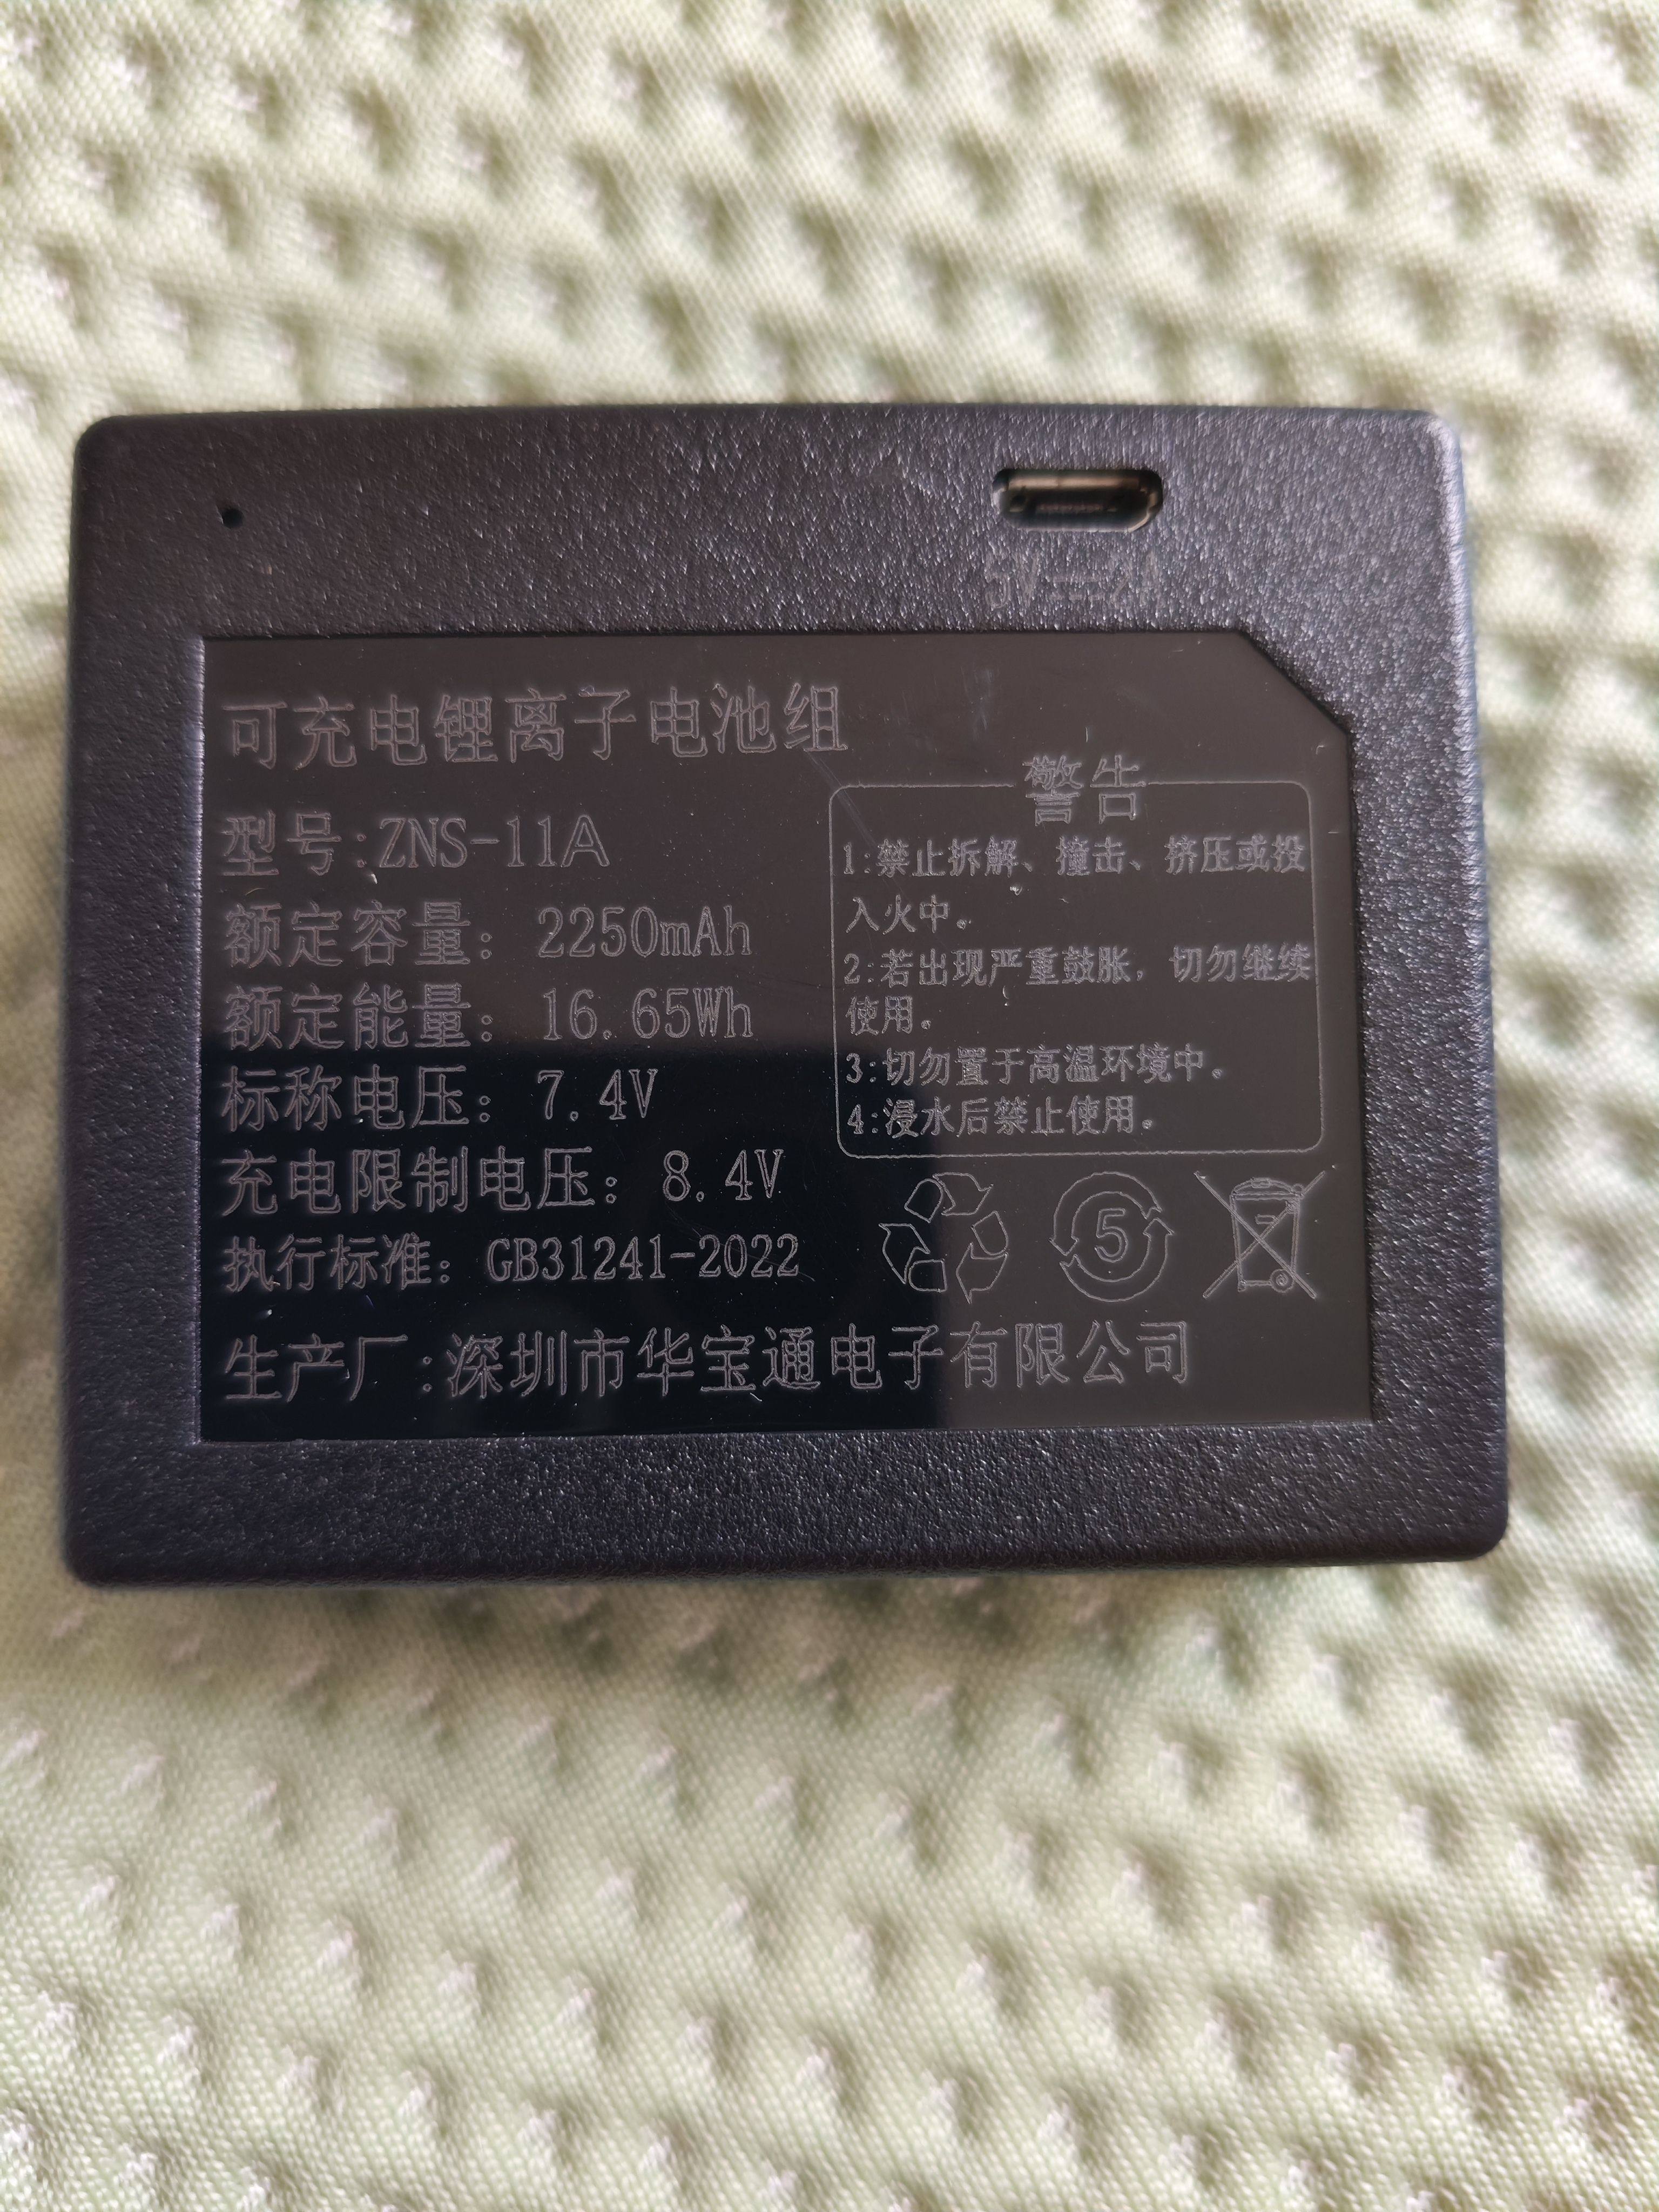 5V⎓2A
可充电锂离子电池组
型号:ZNS-11A
额定容量: 2250mAh
额定能量: 16.65Wh
标称电压: 7.4V
充电限制电压: 8.4V
执行标准: GB31241-2022
生产厂:深圳市华宝通电子有限公司
警告
1:禁止拆解、撞击、挤压或投
入火中。
2:若出现严重鼓胀，切勿继续
使用。
3:切勿置于高温环境中。
4:浸水后禁止使用。
5